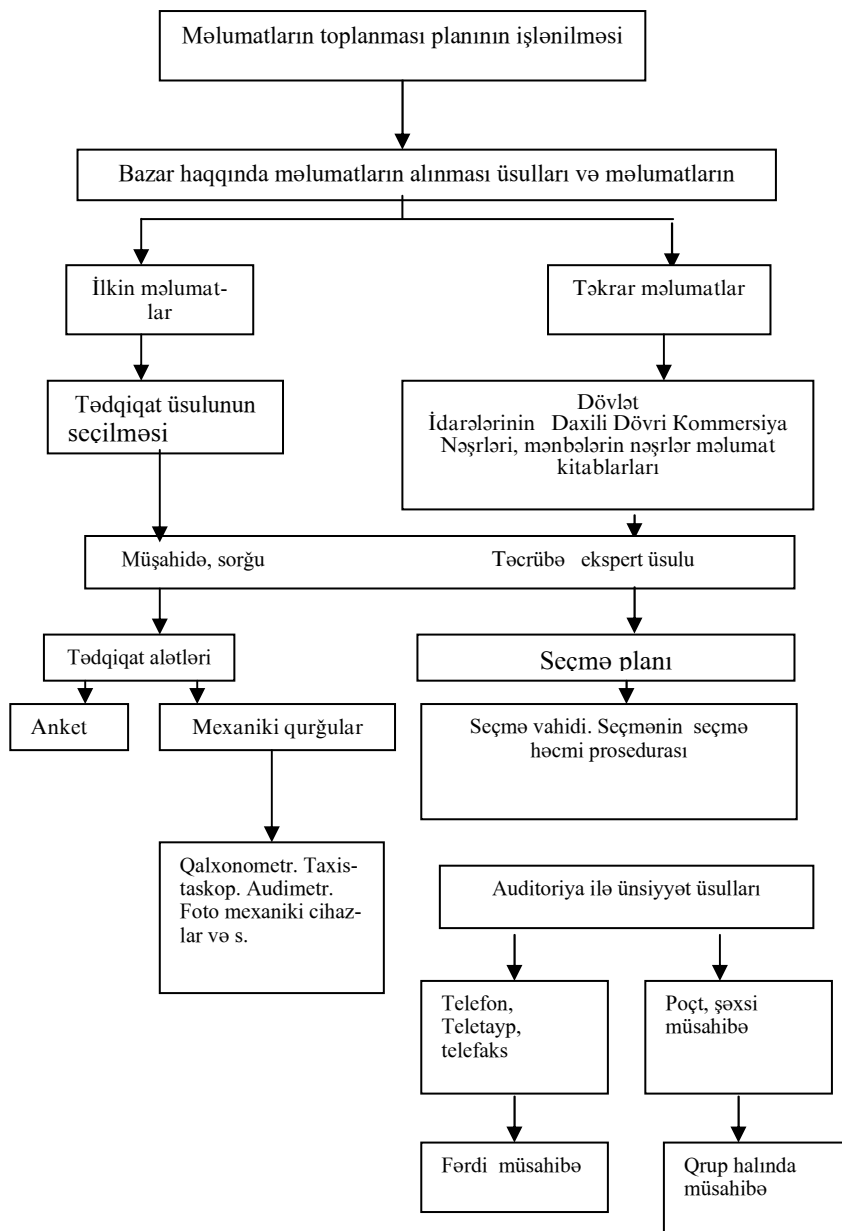 Məlumatların toplanması planının işlənilməsi
Bazar haqqında məlumatların alınması üsulları və məlumatların
İlkin məlumat-
lar
Təkrar məlumatlar
Tədqiqat üsulunun
seçilməsi
Dövlət
İdarələrinin Daxili Dövri Kommersiya
Nəşrləri, mənbələrin nəşrlər məlumat
kitablarları
Müşahidə, sorğu
Təcrübə ekspert üsulu
Tədqiqat alətləri
Seçmə planı
Anket
Mexaniki qurğular
Seçmə vahidi. Seçmənin seçmə
həcmi prosedurası
Qalxonometr. Taxis-
taskop. Audimetr.
Foto mexaniki cihaz-
lar və s.
Auditoriya ilə ünsiyyət üsulları
Telefon,
Teletayp,
telefaks
Poçt, şəxsi
müsahibə
Fərdi müsahibə
Qrup halında
müsahibə